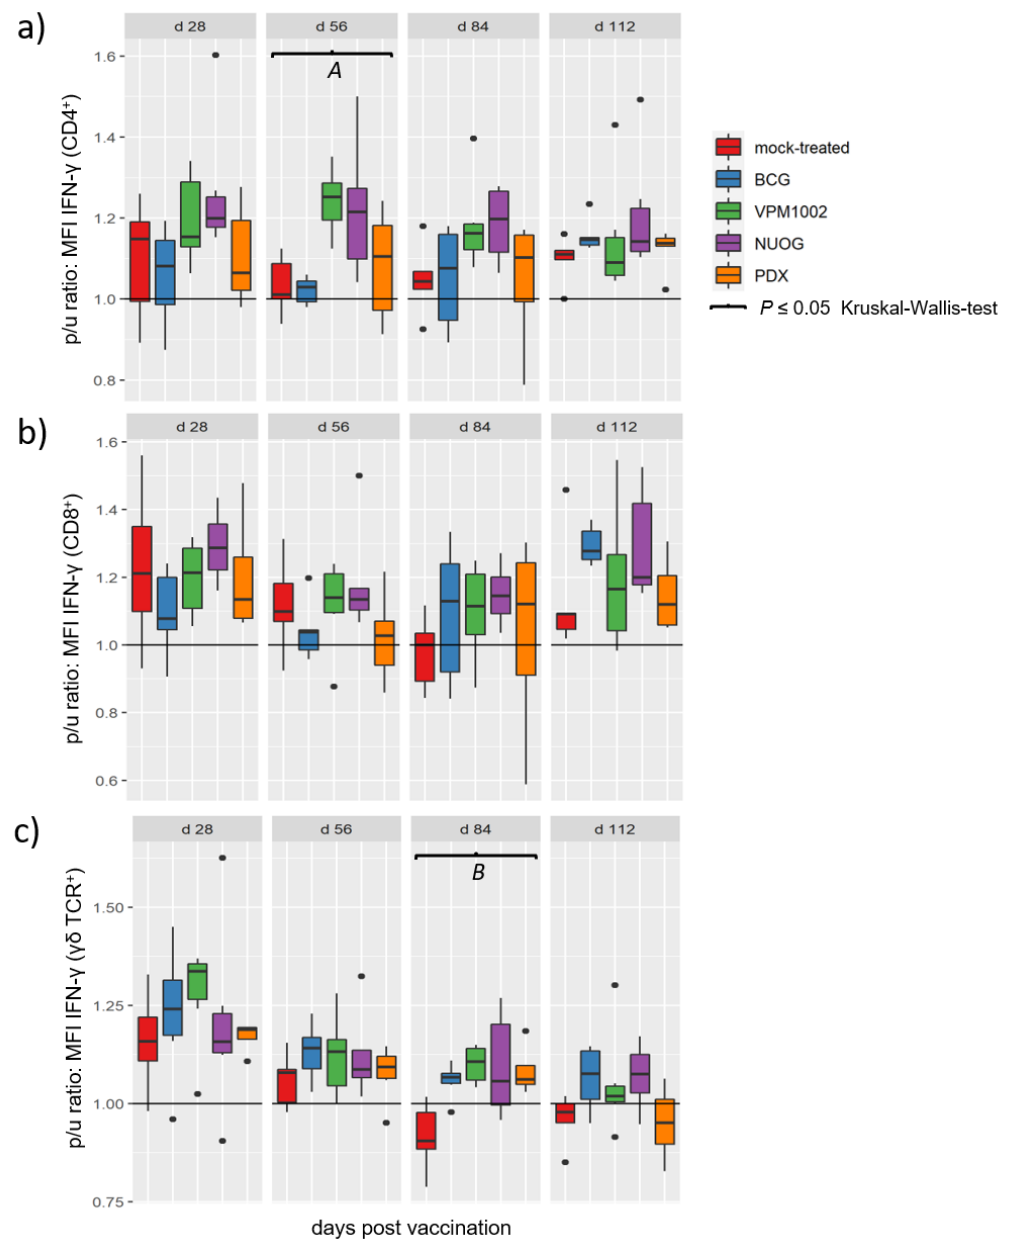 a)
d 28 d 56 d 84 d 112
A
p/u ratio: MFI IFN-γ (CD4⁺)
1.6
1.4
1.2
1.0
0.8
mock-treated
BCG
VPM1002
NUOG
PDX
P ≤ 0.05 Kruskal-Wallis-test
b)
d 28 d 56 d 84 d 112
p/u ratio: MFI IFN-γ (CD8⁺)
1.6
1.4
1.2
1.0
0.8
0.6
c)
d 28 d 56 d 84 d 112
B
p/u ratio: MFI IFN-γ (γδ TCR⁺)
1.50
1.25
1.00
0.75
days post vaccination